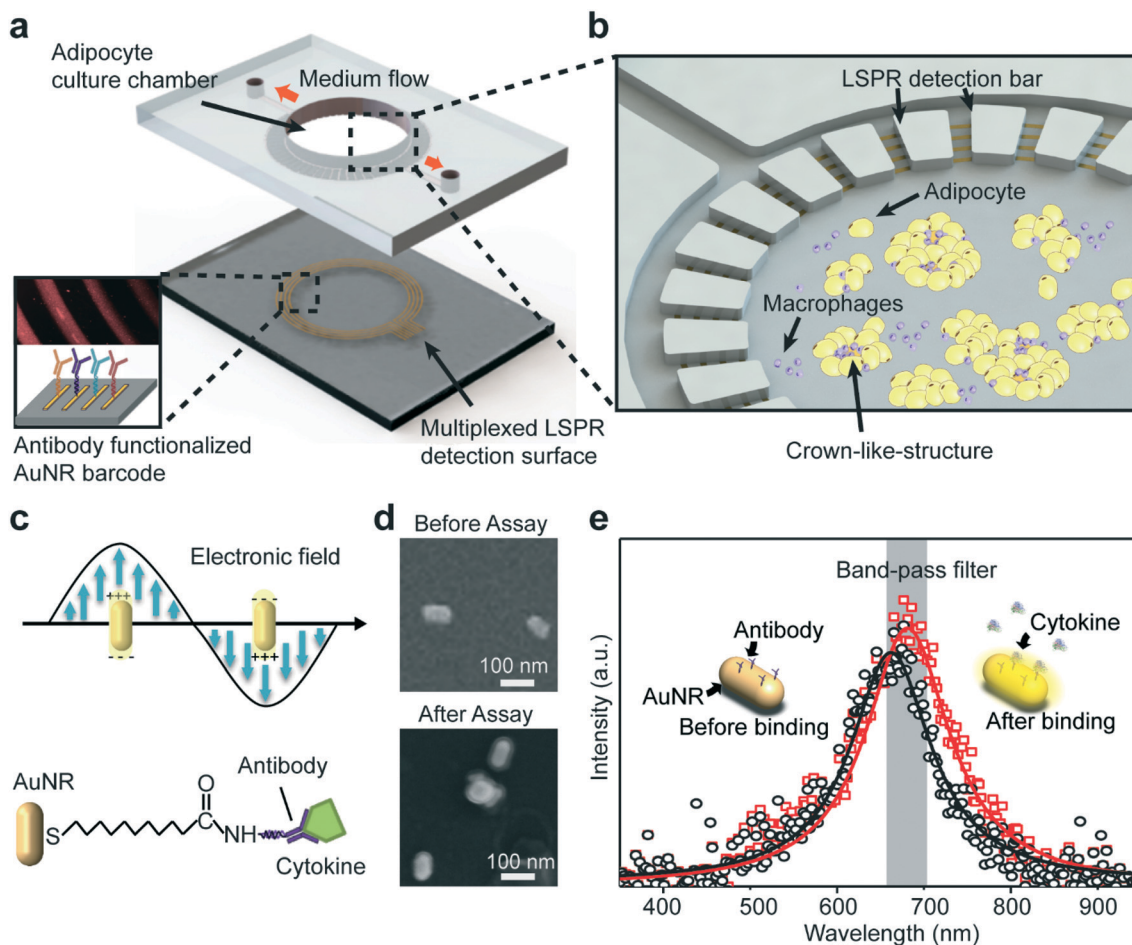 a
Adipocyte
culture chamber
Medium flow
Antibody functionalized
AuNR barcode
Multiplexed LSPR
detection surface
b
LSPR detection bar
Adipocyte
Macrophages
Crown-like-structure
c
Electronic field
+++
- - -
- - -
+++
AuNR
S
O
C
NH
Antibody
Cytokine
d
Before Assay
100 nm
After Assay
100 nm
e
Band-pass filter
Antibody
AuNR
Before binding
Cytokine
After binding
Intensity (a.u.)
400 500 600 700 800 900
Wavelength (nm)